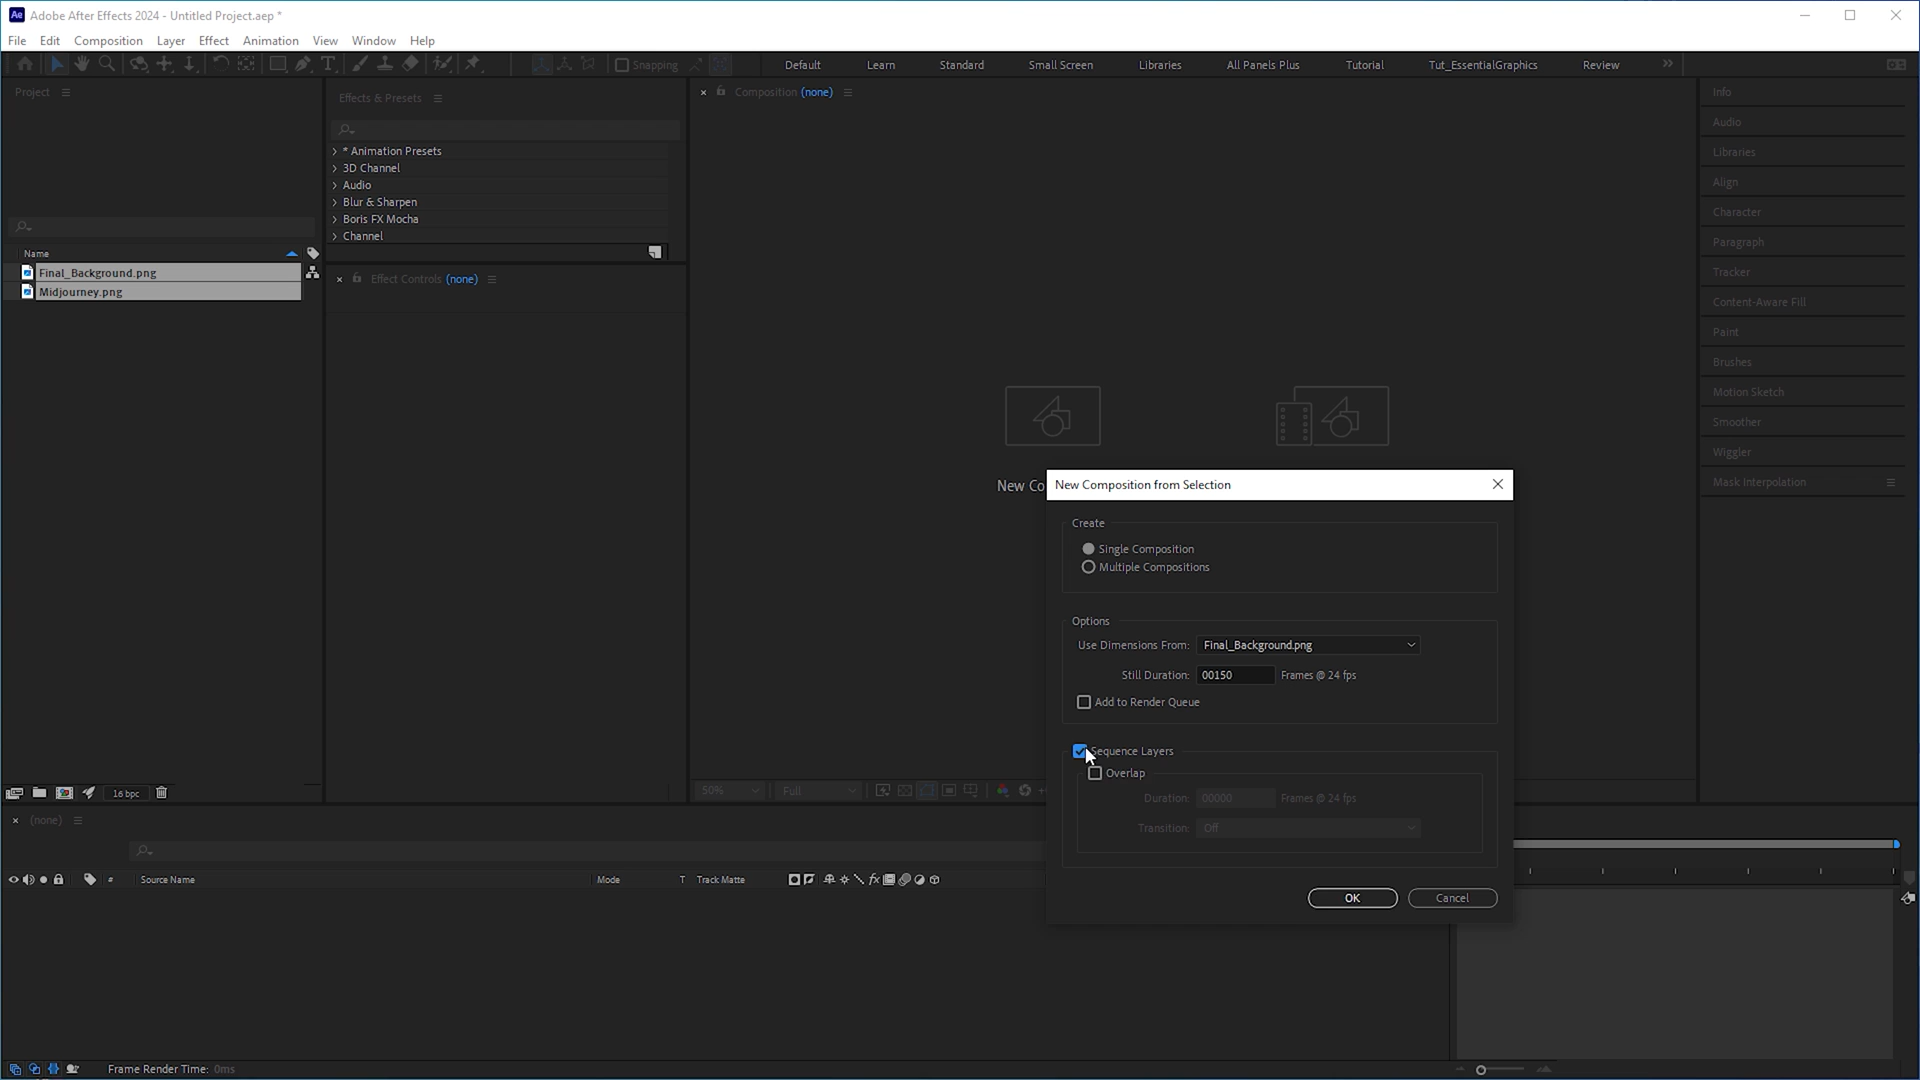 Ae Adobe After Effects 2024 - Untitled Project.aep *
File Edit Composition Layer Effect Animation View Window Help
T Snapping Default Learn Standard Small Screen Libraries All Panels Plus Tutorial Tut_EssentialGraphics Review
Project
Effects & Presets
Composition (none)
Info
Audio
Libraries
Align
Character
Paragraph
Tracker
Content-Aware Fill
Paint
Brushes
Motion Sketch
Smoother
Wiggler
Mask Interpolation
* Animation Presets
3D Channel
Audio
Blur & Sharpen
Boris FX Mocha
Channel
Name
Final_Background.png
Midjourney.png
Effect Controls (none)
New Co
New Composition from Selection
Create
Single Composition
Multiple Compositions
Options
Use Dimensions From: Final_Background.png
Still Duration: 00150 Frames @ 24 fps
Add to Render Queue
Sequence Layers
Overlap
Duration: 00000 Frames @ 24 fps
Transition: Off
OK Cancel
16 bpc
50% Full
(none)
# Source Name Mode T Track Matte fx
Frame Render Time: 0ms